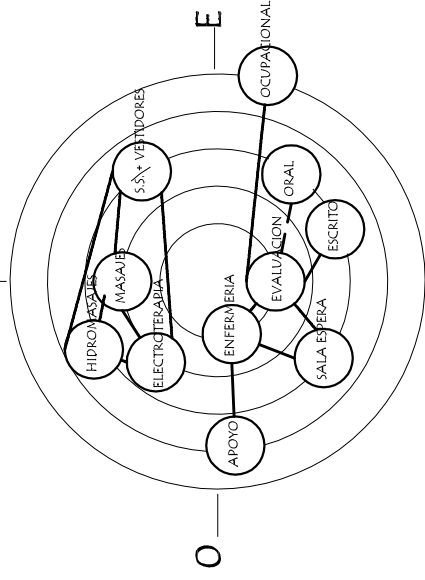 E
OCUPACIONAL
S.S.+ VESTIDORES
ORAL
ESCRITO
EVALUACION
MASAJES
HIDROMASAJES
ELECTROTERAPIA
ENFERMERIA
SALA ESPERA
APOYO
O